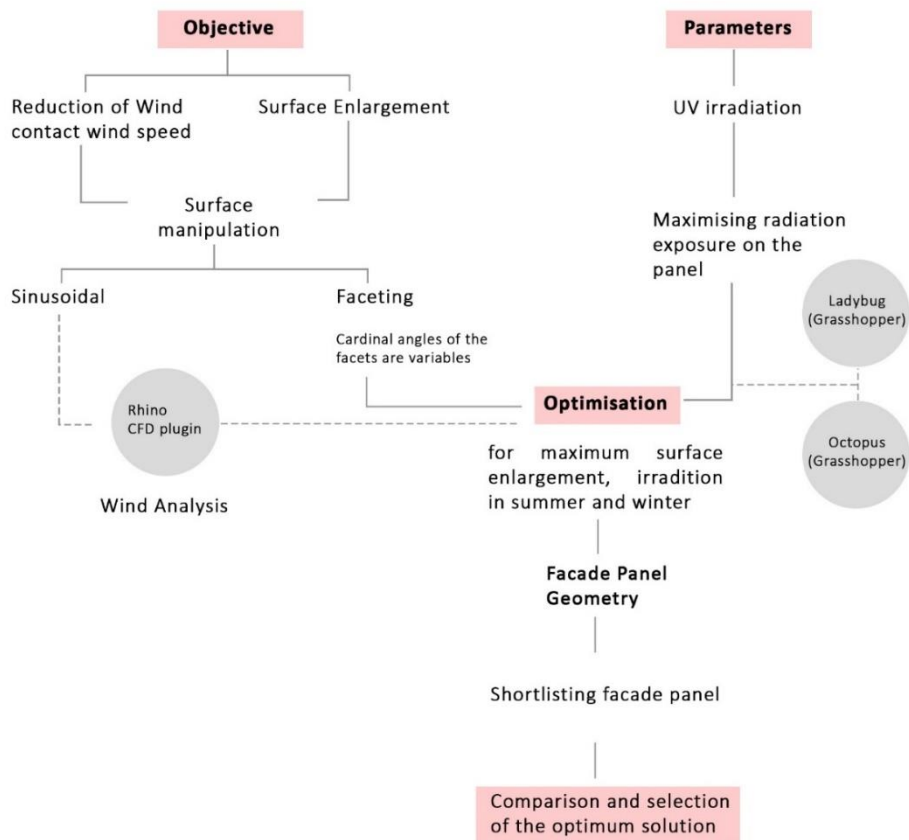 Objective
Parameters
Reduction of Wind
contact wind speed
Surface Enlargement
UV irradiation
Surface
manipulation
Maximising radiation
exposure on the
panel
Sinusoidal
Faceting
Ladybug
(Grasshopper)
Cardinal angles of the
facets are variables
Rhino
CFD plugin
Optimisation
Octopus
(Grasshopper)
Wind Analysis
for maximum surface
enlargement, irradition
in summer and winter
Facade Panel
Geometry
Shortlisting facade panel
Comparison and selection
of the optimum solution